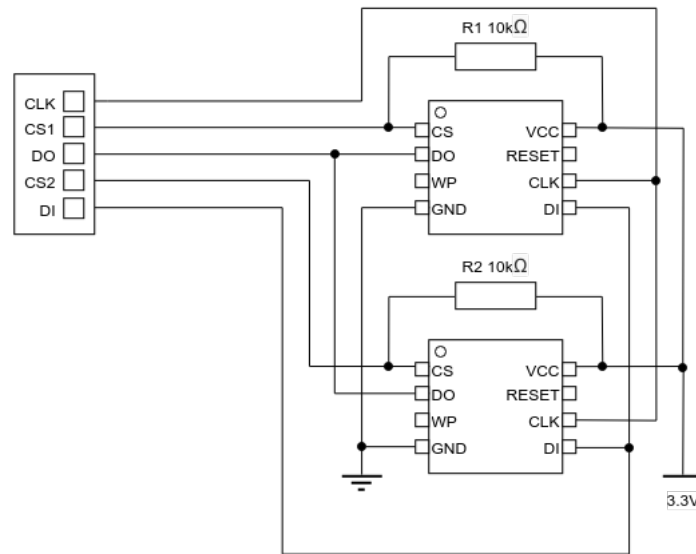 R1 10kΩ
CLK
CS1
DO
CS2
DI
CS VCC
DO RESET
WP CLK
GND DI
R2 10kΩ
CS VCC
DO RESET
WP CLK
GND DI
3.3V